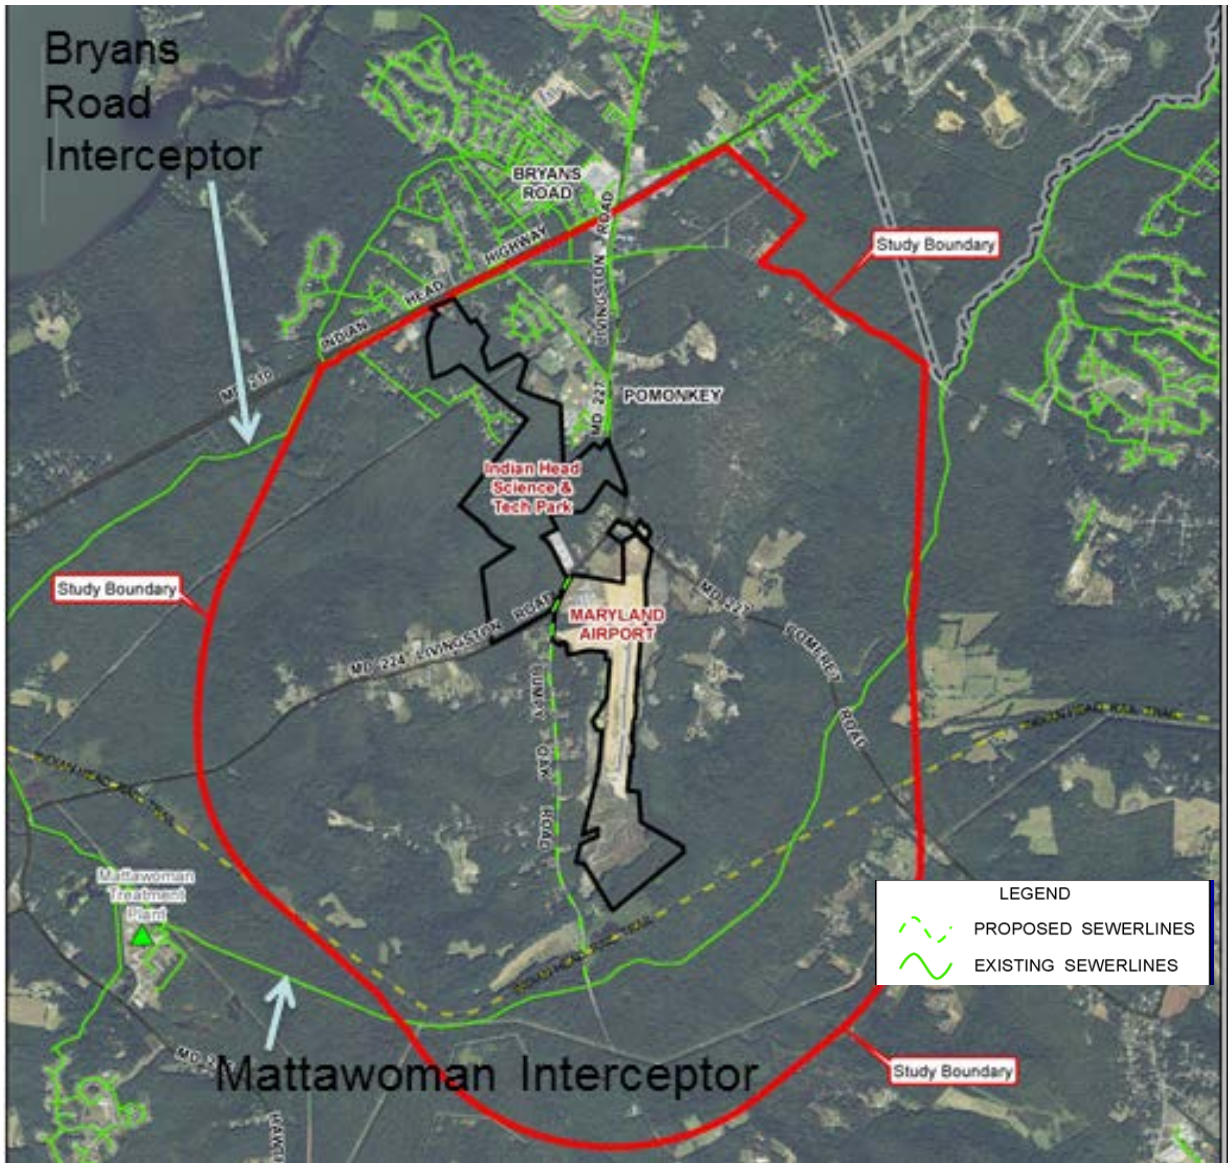 Bryans
Road
Interceptor
BRYANS
ROAD
LIVINGSTON ROAD
INDIAN HEAD HIGHWAY
Study Boundary
MD 210
MD 227
POMONKEY
Indian Head
Science &
Tech Park
Study Boundary
MARYLAND
AIRPORT
MD 227
POMFRET ROAD
MD 224 LIVINGSTON ROAD
BUMPY OAK ROAD
Mattawoman
Treatment
Plant
LEGEND
PROPOSED SEWERLINES
EXISTING SEWERLINES
Mattawoman Interceptor
Study Boundary